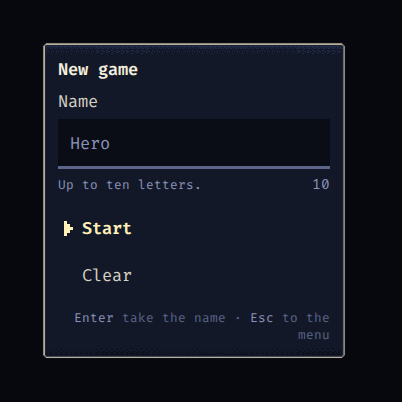 New game
Name
Hero
Up to ten letters. 10
Start
Clear
Enter take the name · Esc to the
menu